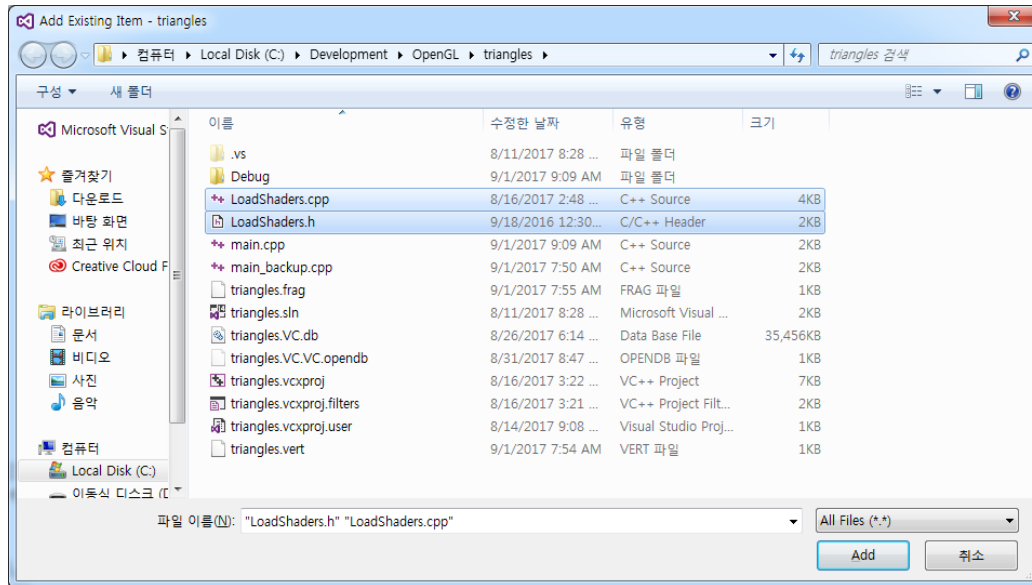 Add Existing Item - triangles
컴퓨터 Local Disk (C:) Development OpenGL triangles
triangles 검색
구성 새 폴더
Microsoft Visual S
즐겨찾기
다운로드
바탕 화면
최근 위치
Creative Cloud F
라이브러리
문서
비디오
사진
음악
컴퓨터
Local Disk (C:)
이동식 디스크 (D
이름 수정한 날짜 유형 크기
.vs 8/11/2017 8:28 ... 파일 폴더
Debug 9/1/2017 9:09 AM 파일 폴더
LoadShaders.cpp 8/16/2017 2:48 ... C++ Source 4KB
LoadShaders.h 9/18/2016 12:30... C/C++ Header 2KB
main.cpp 9/1/2017 9:09 AM C++ Source 2KB
main_backup.cpp 9/1/2017 7:50 AM C++ Source 2KB
triangles.frag 9/1/2017 7:55 AM FRAG 파일 1KB
triangles.sln 8/11/2017 8:28 ... Microsoft Visual ... 2KB
triangles.VC.db 8/26/2017 6:14 ... Data Base File 35,456KB
triangles.VC.VC.opendb 8/31/2017 8:47 ... OPENDB 파일 1KB
triangles.vcxproj 8/16/2017 3:22 ... VC++ Project 7KB
triangles.vcxproj.filters 8/16/2017 3:21 ... VC++ Project Filt... 2KB
triangles.vcxproj.user 8/14/2017 9:08 ... Visual Studio Proj... 1KB
triangles.vert 9/1/2017 7:54 AM VERT 파일 1KB
파일 이름(N): "LoadShaders.h" "LoadShaders.cpp"
All Files (*.*)
Add 취소